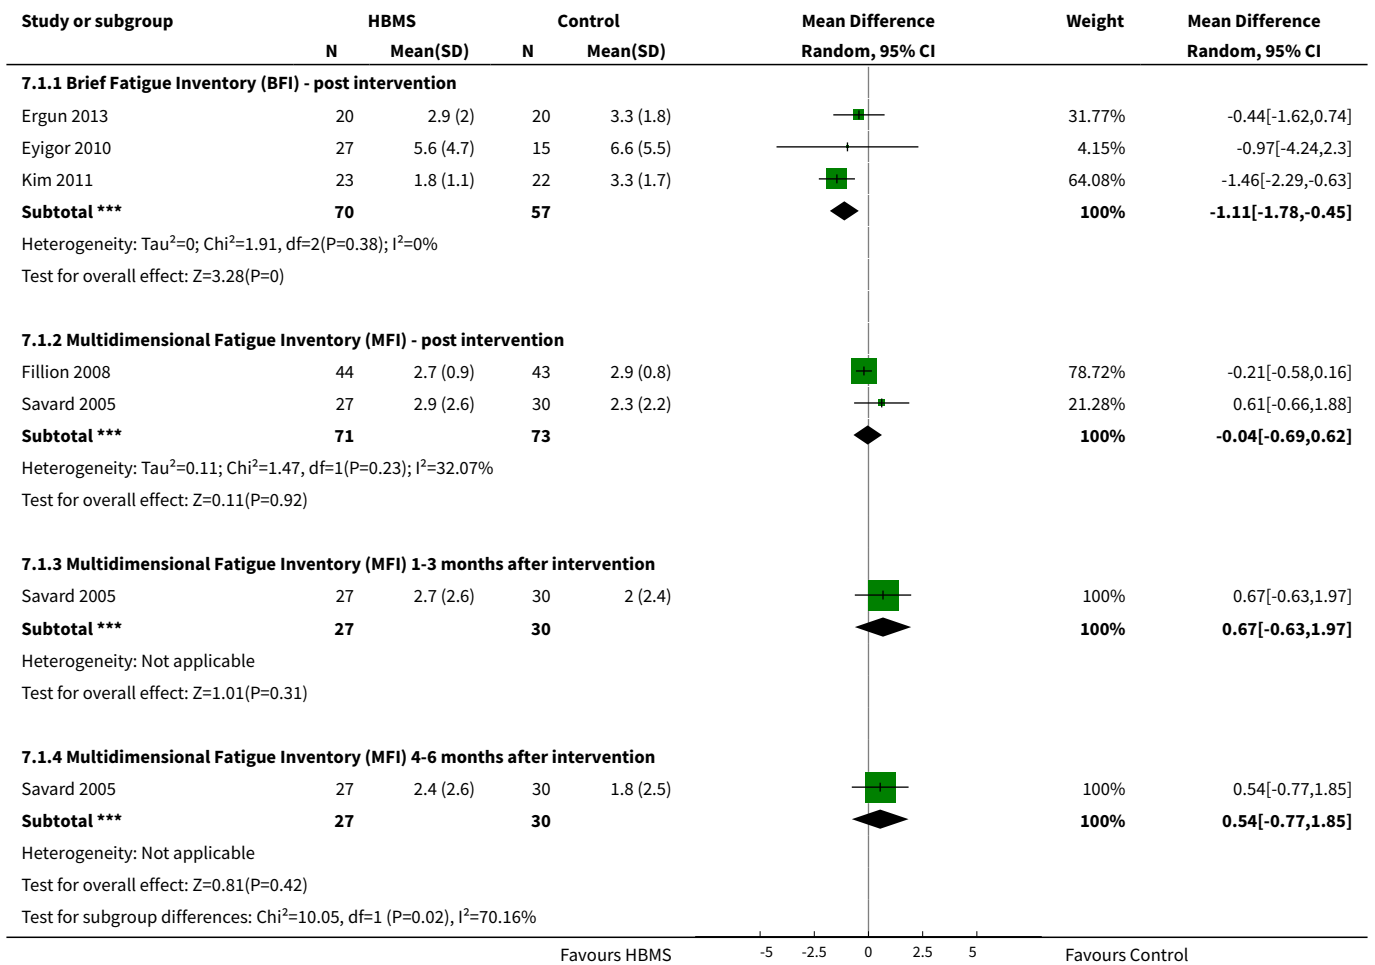 Study or subgroup HBMS Control Mean Difference Weight Mean Difference
N Mean(SD) N Mean(SD) Random, 95% CI Random, 95% CI
7.1.1 Brief Fatigue Inventory (BFI) - post intervention
Ergun 2013 20 2.9 (2) 20 3.3 (1.8) 31.77% -0.44[-1.62,0.74]
Eyigor 2010 27 5.6 (4.7) 15 6.6 (5.5) 4.15% -0.97[-4.24,2.3]
Kim 2011 23 1.8 (1.1) 22 3.3 (1.7) 64.08% -1.46[-2.29,-0.63]
Subtotal *** 70 57 100% -1.11[-1.78,-0.45]
Heterogeneity: Tau²=0; Chi²=1.91, df=2(P=0.38); I²=0%
Test for overall effect: Z=3.28(P=0)
7.1.2 Multidimensional Fatigue Inventory (MFI) - post intervention
Fillion 2008 44 2.7 (0.9) 43 2.9 (0.8) 78.72% -0.21[-0.58,0.16]
Savard 2005 27 2.9 (2.6) 30 2.3 (2.2) 21.28% 0.61[-0.66,1.88]
Subtotal *** 71 73 100% -0.04[-0.69,0.62]
Heterogeneity: Tau²=0.11; Chi²=1.47, df=1(P=0.23); I²=32.07%
Test for overall effect: Z=0.11(P=0.92)
7.1.3 Multidimensional Fatigue Inventory (MFI) 1-3 months after intervention
Savard 2005 27 2.7 (2.6) 30 2 (2.4) 100% 0.67[-0.63,1.97]
Subtotal *** 27 30 100% 0.67[-0.63,1.97]
Heterogeneity: Not applicable
Test for overall effect: Z=1.01(P=0.31)
7.1.4 Multidimensional Fatigue Inventory (MFI) 4-6 months after intervention
Savard 2005 27 2.4 (2.6) 30 1.8 (2.5) 100% 0.54[-0.77,1.85]
Subtotal *** 27 30 100% 0.54[-0.77,1.85]
Heterogeneity: Not applicable
Test for overall effect: Z=0.81(P=0.42)
Test for subgroup differences: Chi²=10.05, df=1 (P=0.02), I²=70.16%
Favours HBMS -5 -2.5 0 2.5 5 Favours Control